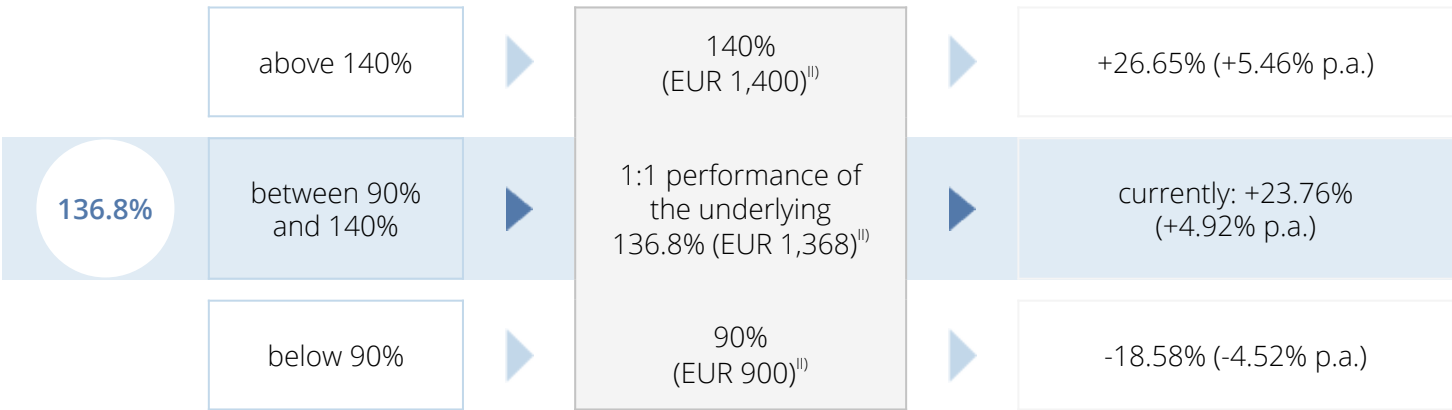 above 140%
140%
(EUR 1,400)II)
+26.65% (+5.46% p.a.)
136.8%
between 90%
and 140%
1:1 performance of
the underlying
136.8% (EUR 1,368)II)
currently: +23.76%
(+4.92% p.a.)
below 90%
90%
(EUR 900)II)
-18.58% (-4.52% p.a.)